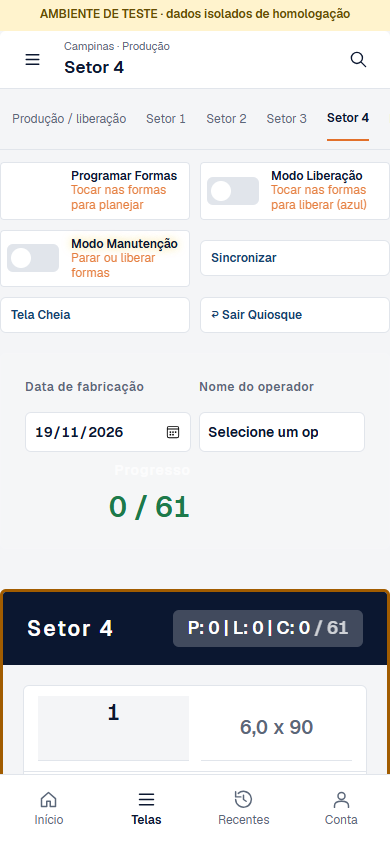 AMBIENTE DE TESTE · dados isolados de homologação
Campinas · Produção
Setor 4
Produção / liberação
Setor 1
Setor 2
Setor 3
Setor 4
Programar Formas
Tocar nas formas
para planejar
Modo Liberação
Tocar nas formas
para liberar (azul)
Modo Manutenção
Parar ou liberar
formas
Sincronizar
Tela Cheia
Sair Quiosque
Data de fabricação
Nome do operador
19/11/2026
Selecione um op
Progresso
0 / 61
Setor 4
P: 0 | L: 0 | C: 0 / 61
1
6,0 x 90
Início
Telas
Recentes
Conta